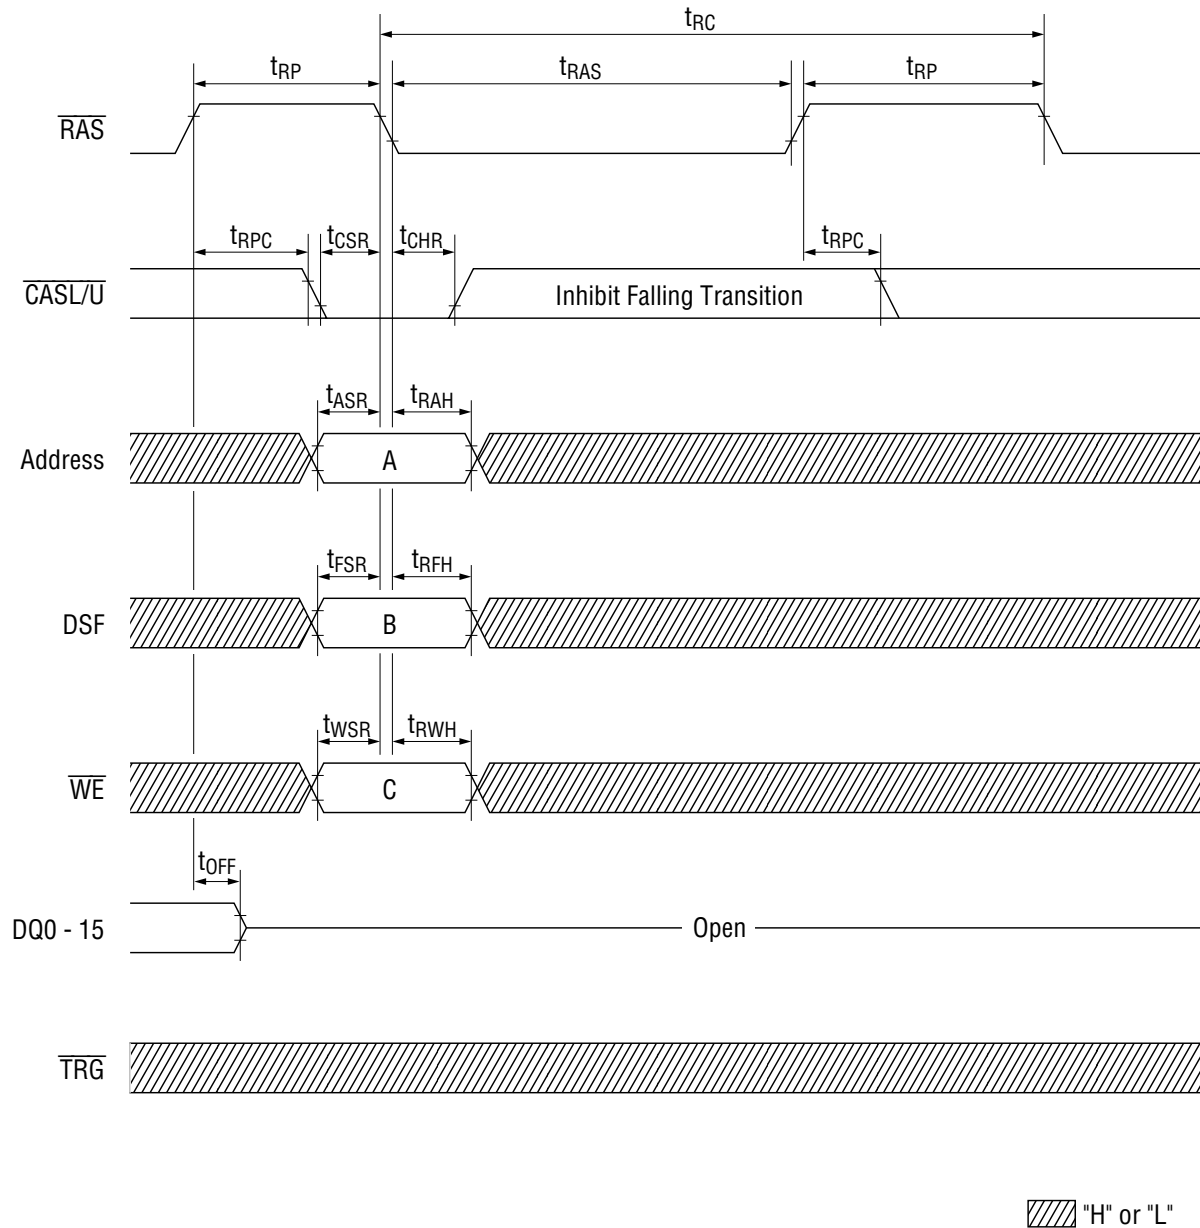 tRC
tRP tRAS tRP
RAS
tRPC tCSR tCHR tRPC
CASL/U Inhibit Falling Transition
tASR tRAH
Address A
tFSR tRFH
DSF B
tWSR tRWH
WE C
tOFF
DQ0 - 15 Open
TRG
"H" or "L"